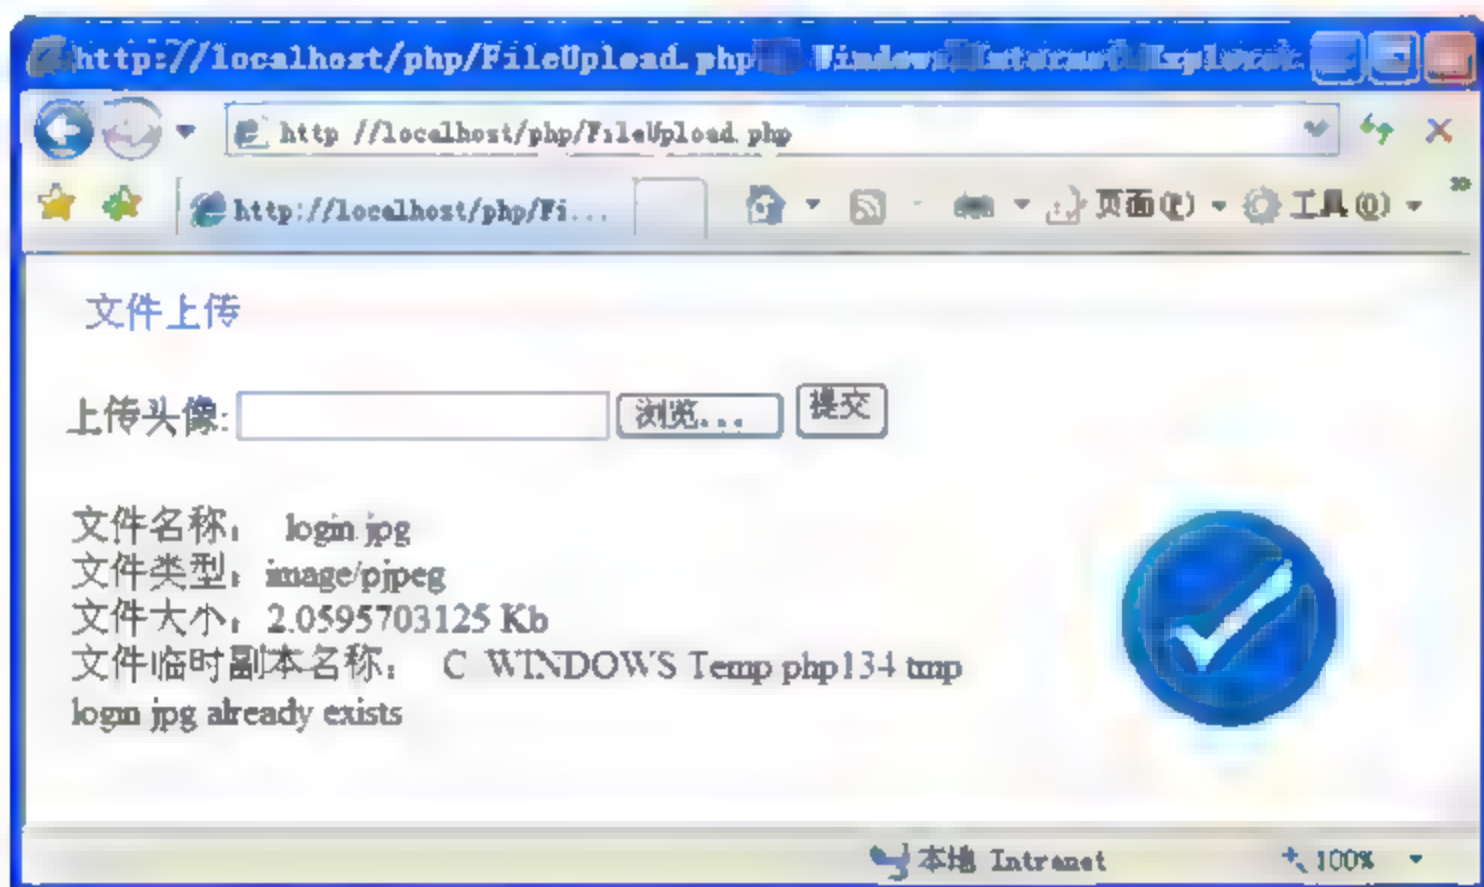 http://localhost/php/FileUpload.php - Windows Internet Explorer
http //localhost/php/FileUpload.php
http://localhost/php/Fi...
页面(P)
工具(O)
文件上传
上传头像:
浏览...
提交
文件名称： login.jpg
文件类型：image/pjpeg
文件大小：2.0595703125 Kb
文件临时副本名称： C WINDOWS Temp php134 tmp
login jpg already exists
本地 Intranet
100%